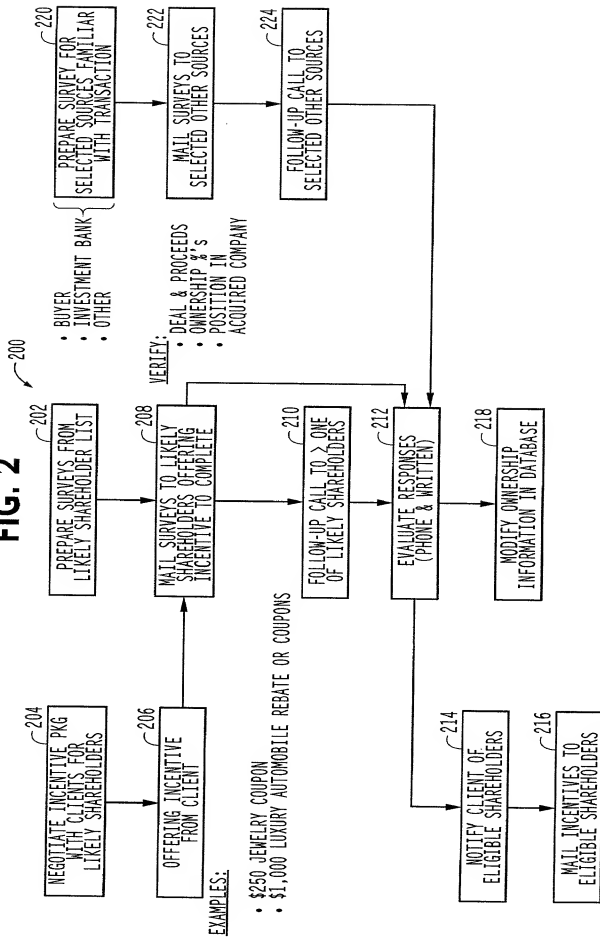 FIG. 2
200
204
NEGOTIATE INCENTIVE PKG
WITH CLIENTS FOR
LIKELY SHAREHOLDERS
206
OFFERING INCENTIVE
FROM CLIENT
EXAMPLES:
• $250 JEWELRY COUPON
• $1,000 LUXURY AUTOMOBILE REBATE OR COUPONS
202
PREPARE SURVEYS FROM
LIKELY SHAREHOLDER LIST
208
MAIL SURVEYS TO LIKELY
SHAREHOLDERS OFFERING
INCENTIVE TO COMPLETE
210
FOLLOW-UP CALL TO > ONE
OF LIKELY SHAREHOLDERS
212
EVALUATE RESPONSES
(PHONE & WRITTEN)
214
NOTIFY CLIENT OF
ELIGIBLE SHAREHOLDERS
216
MAIL INCENTIVES TO
ELIGIBLE SHAREHOLDERS
218
MODIFY OWNERSHIP
INFORMATION IN DATABASE
• BUYER
• INVESTMENT BANK
• OTHER
220
PREPARE SURVEY FOR
SELECTED SOURCES FAMILIAR
WITH TRANSACTION
VERIFY:
• DEAL & PROCEEDS
• OWNERSHIP %'S
• POSITION IN
ACQUIRED COMPANY
222
MAIL SURVEYS TO
SELECTED OTHER SOURCES
224
FOLLOW-UP CALL TO
SELECTED OTHER SOURCES